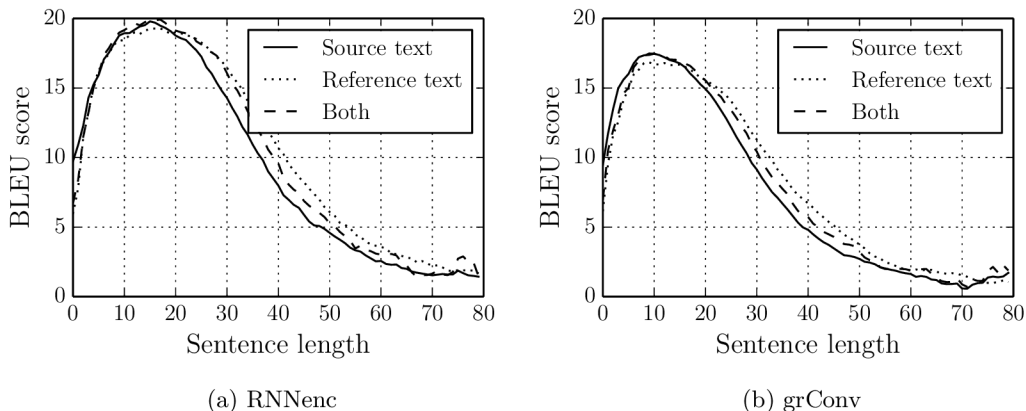 20
15
10
5
0
BLEU score
Source text
Reference text
Both
0 10 20 30 40 50 60 70 80
Sentence length
(a) RNNenc
20
15
10
5
0
BLEU score
Source text
Reference text
Both
0 10 20 30 40 50 60 70 80
Sentence length
(b) grConv